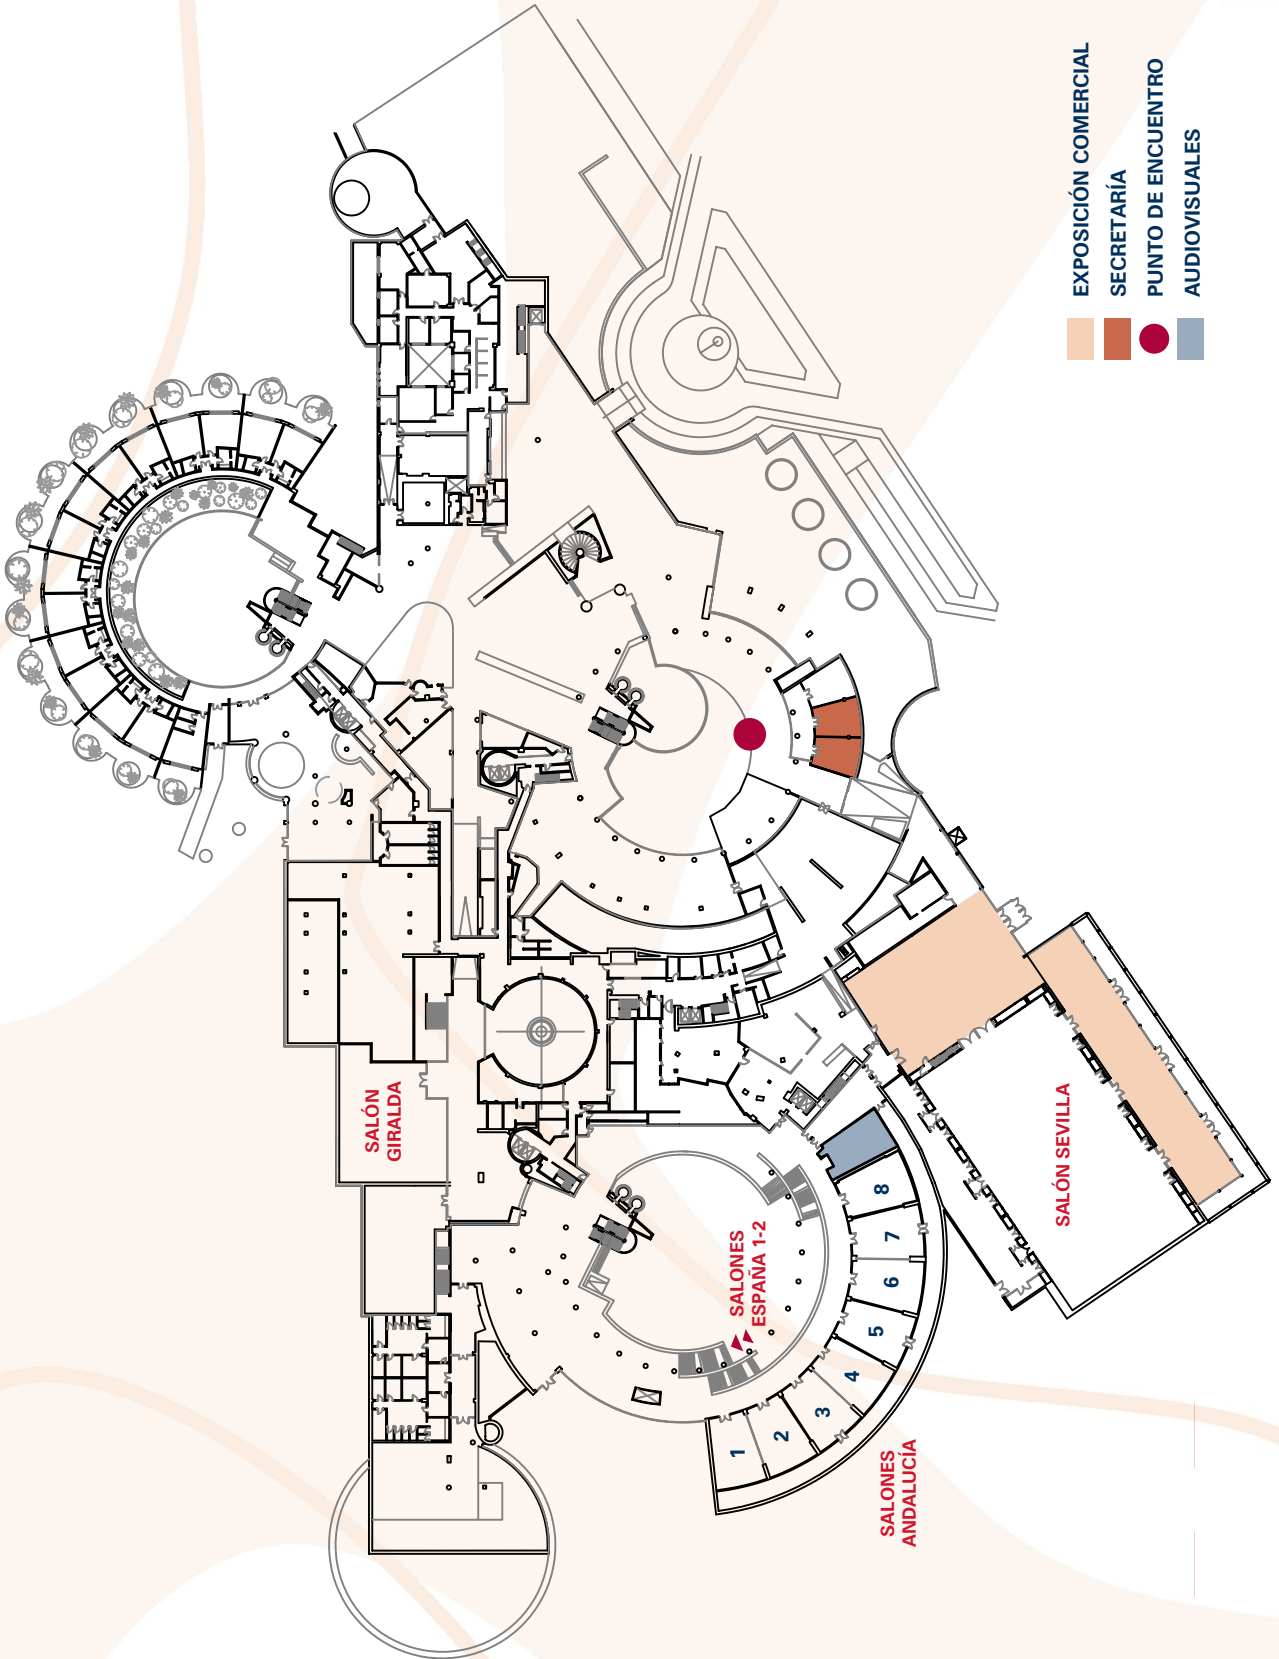 EXPOSICIÓN COMERCIAL
SECRETARÍA
PUNTO DE ENCUENTRO
AUDIOVISUALES
SALÓN
GIRALDA
SALONES
ESPAÑA 1-2
SALÓN SEVILLA
SALONES
ANDALUCÍA
1
2
3
4
5
6
7
8